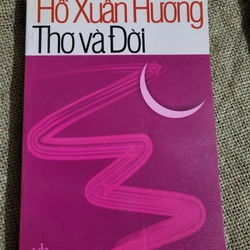 Hồ Xuân Hương
Thơ và Đời